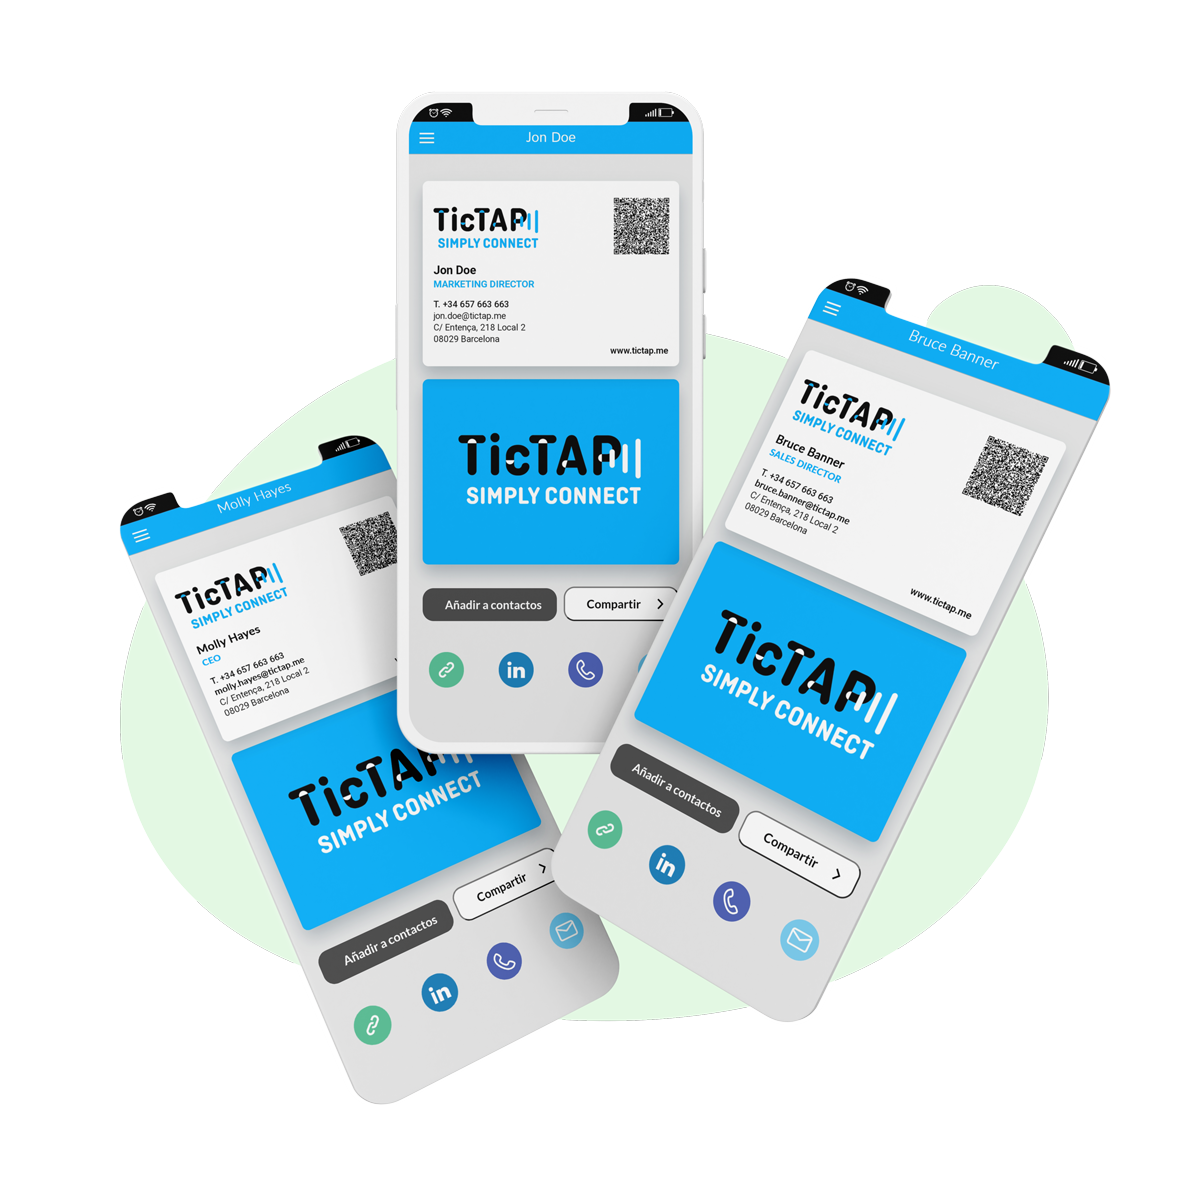 Jon Doe
TicTAP
SIMPLY CONNECT
Jon Doe
MARKETING DIRECTOR
T. +34 657 663 663
jon.doe@tictap.me
C/ Entença, 218 Local 2
08029 Barcelona
www.tictap.me
TicTAP
SIMPLY CONNECT
Añadir a contactos
Compartir
in
Molly Hayes
TicTAP
SIMPLY CONNECT
Molly Hayes
CEO
T. +34 657 663 663
molly.hayes@tictap.me
C/ Entença, 218 Local 2
08029 Barcelona
TicTAP
SIMPLY CONNECT
Añadir a contactos
Compartir
in
Bruce Banner
TicTAP
SIMPLY CONNECT
Bruce Banner
SALES DIRECTOR
T. +34 657 663 663
bruce.banner@tictap.me
C/ Entença, 218 Local 2
08029 Barcelona
www.tictap.me
TicTAP
SIMPLY CONNECT
Añadir a contactos
Compartir
in